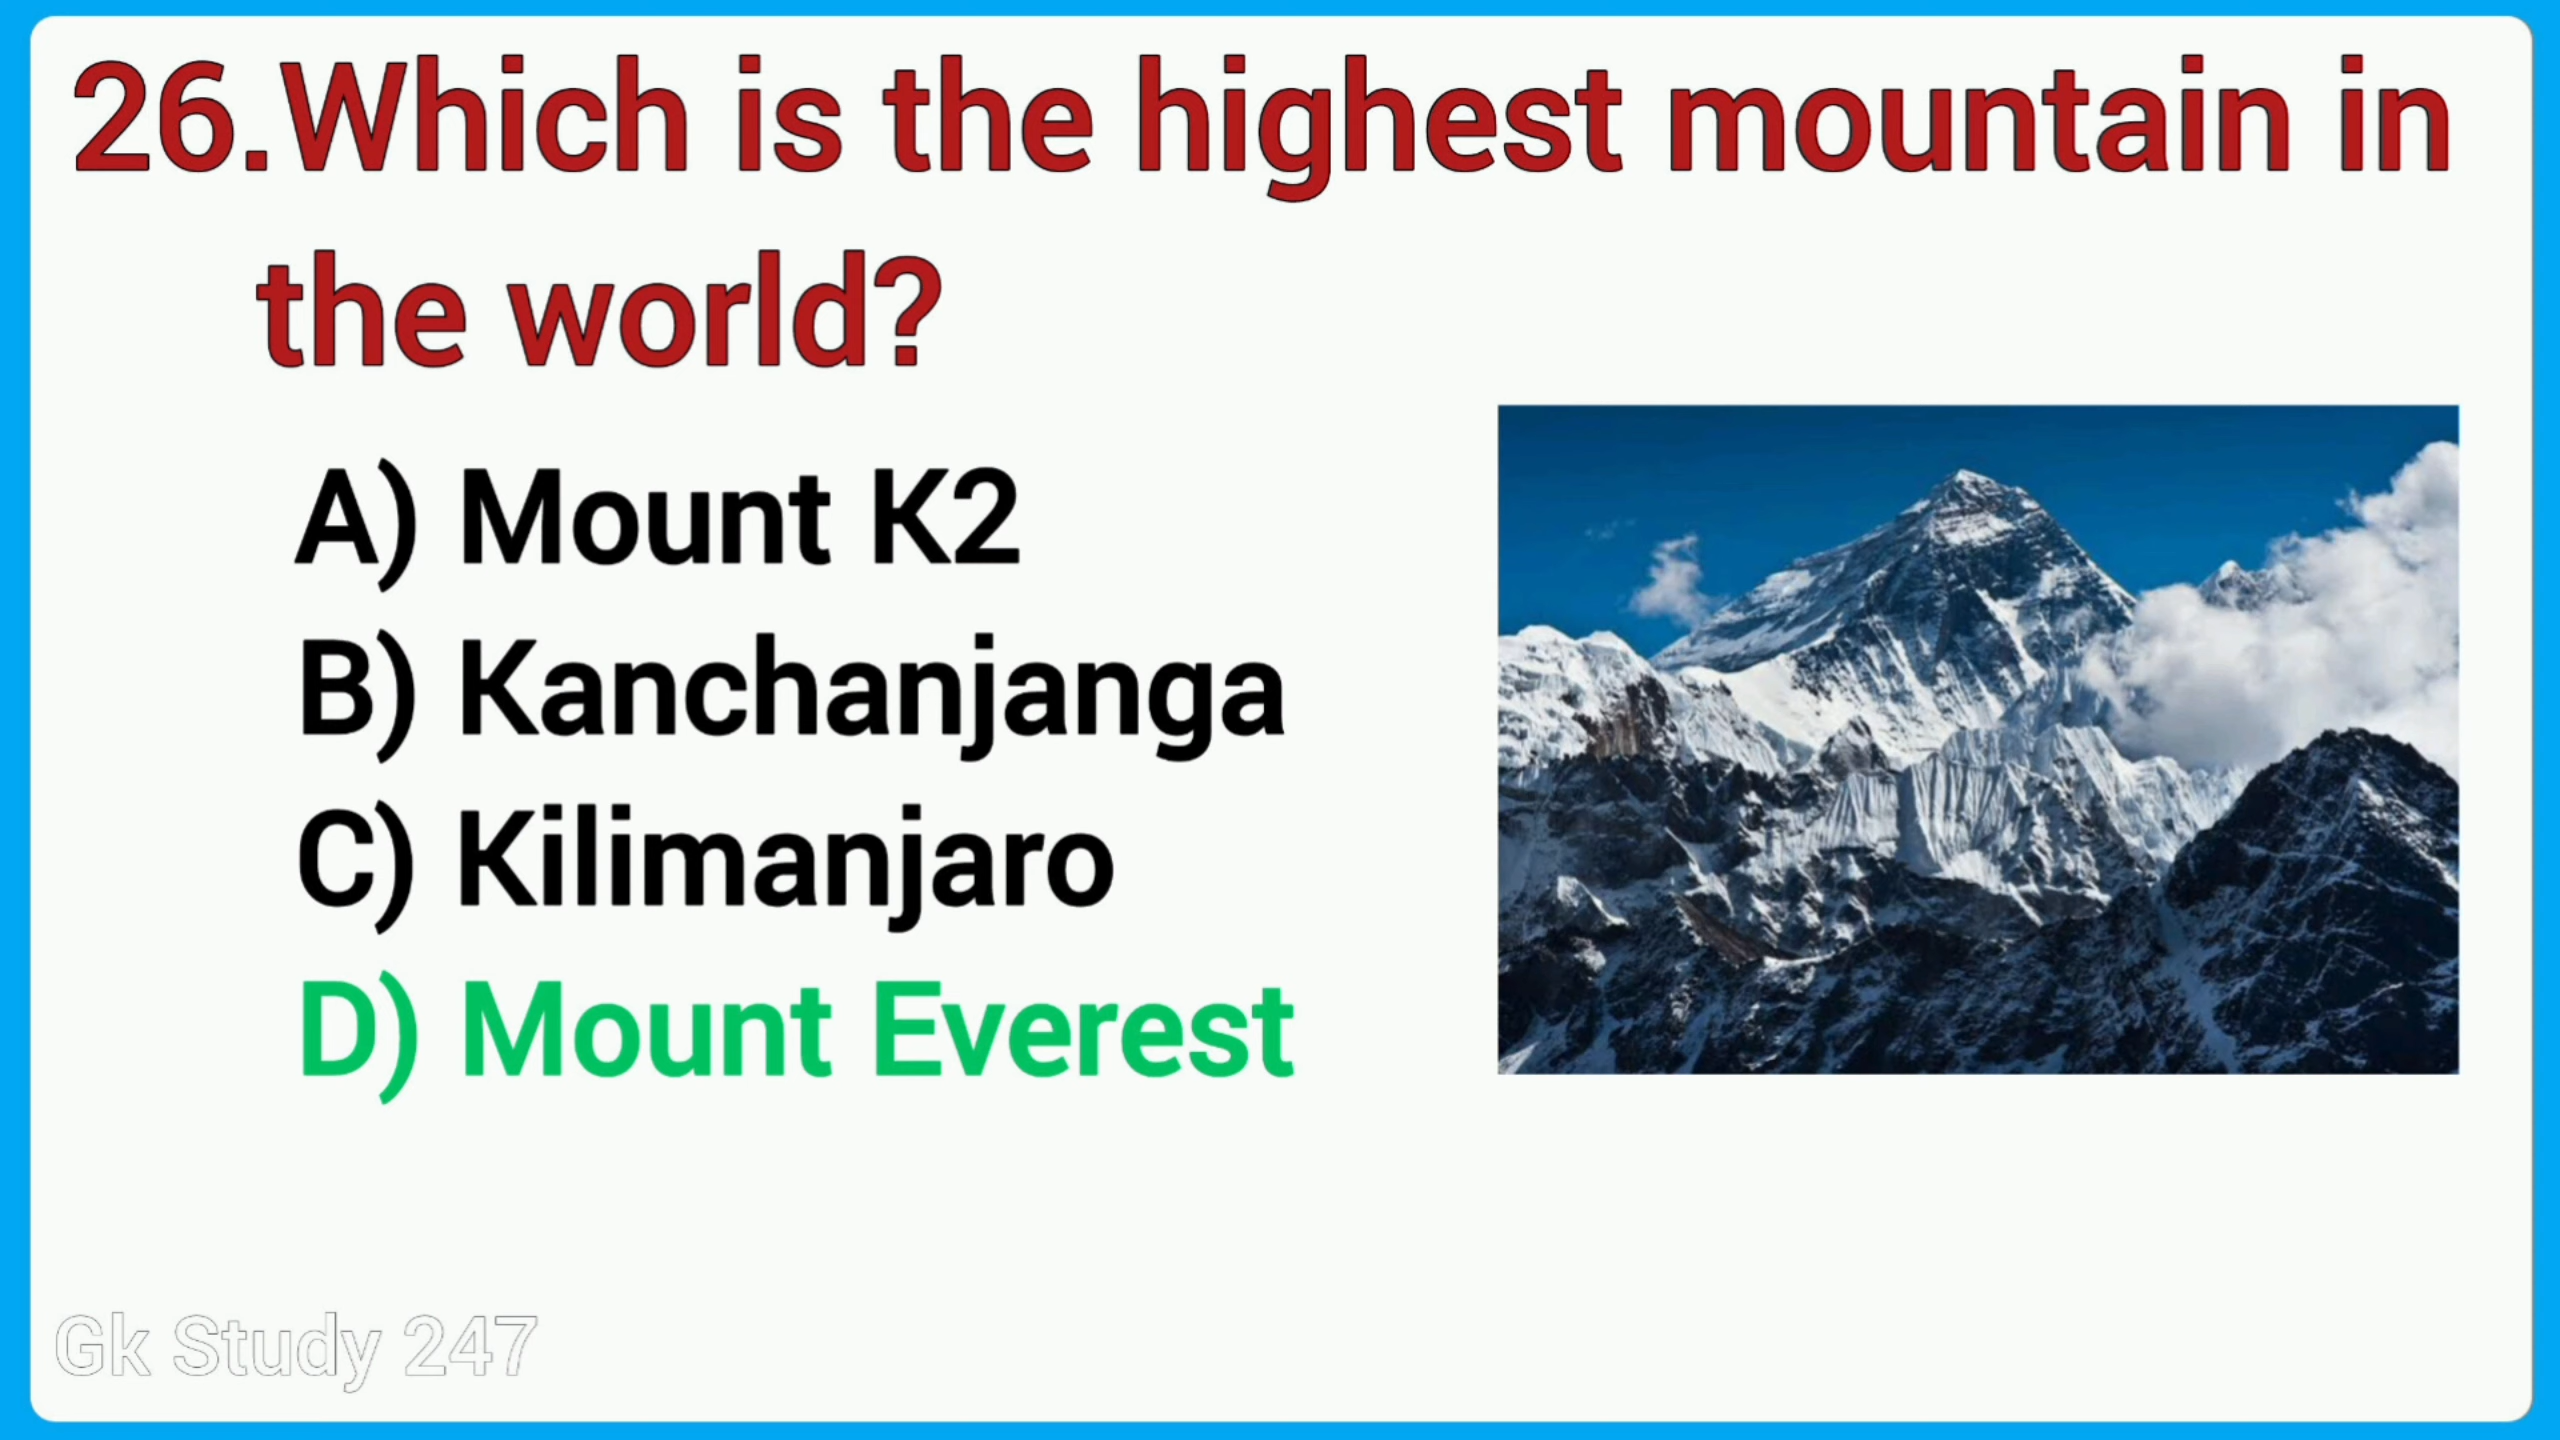 26.Which is the highest mountain in
the world?
A) Mount K2
B) Kanchanjanga
C) Kilimanjaro
D) Mount Everest
Gk Study 247